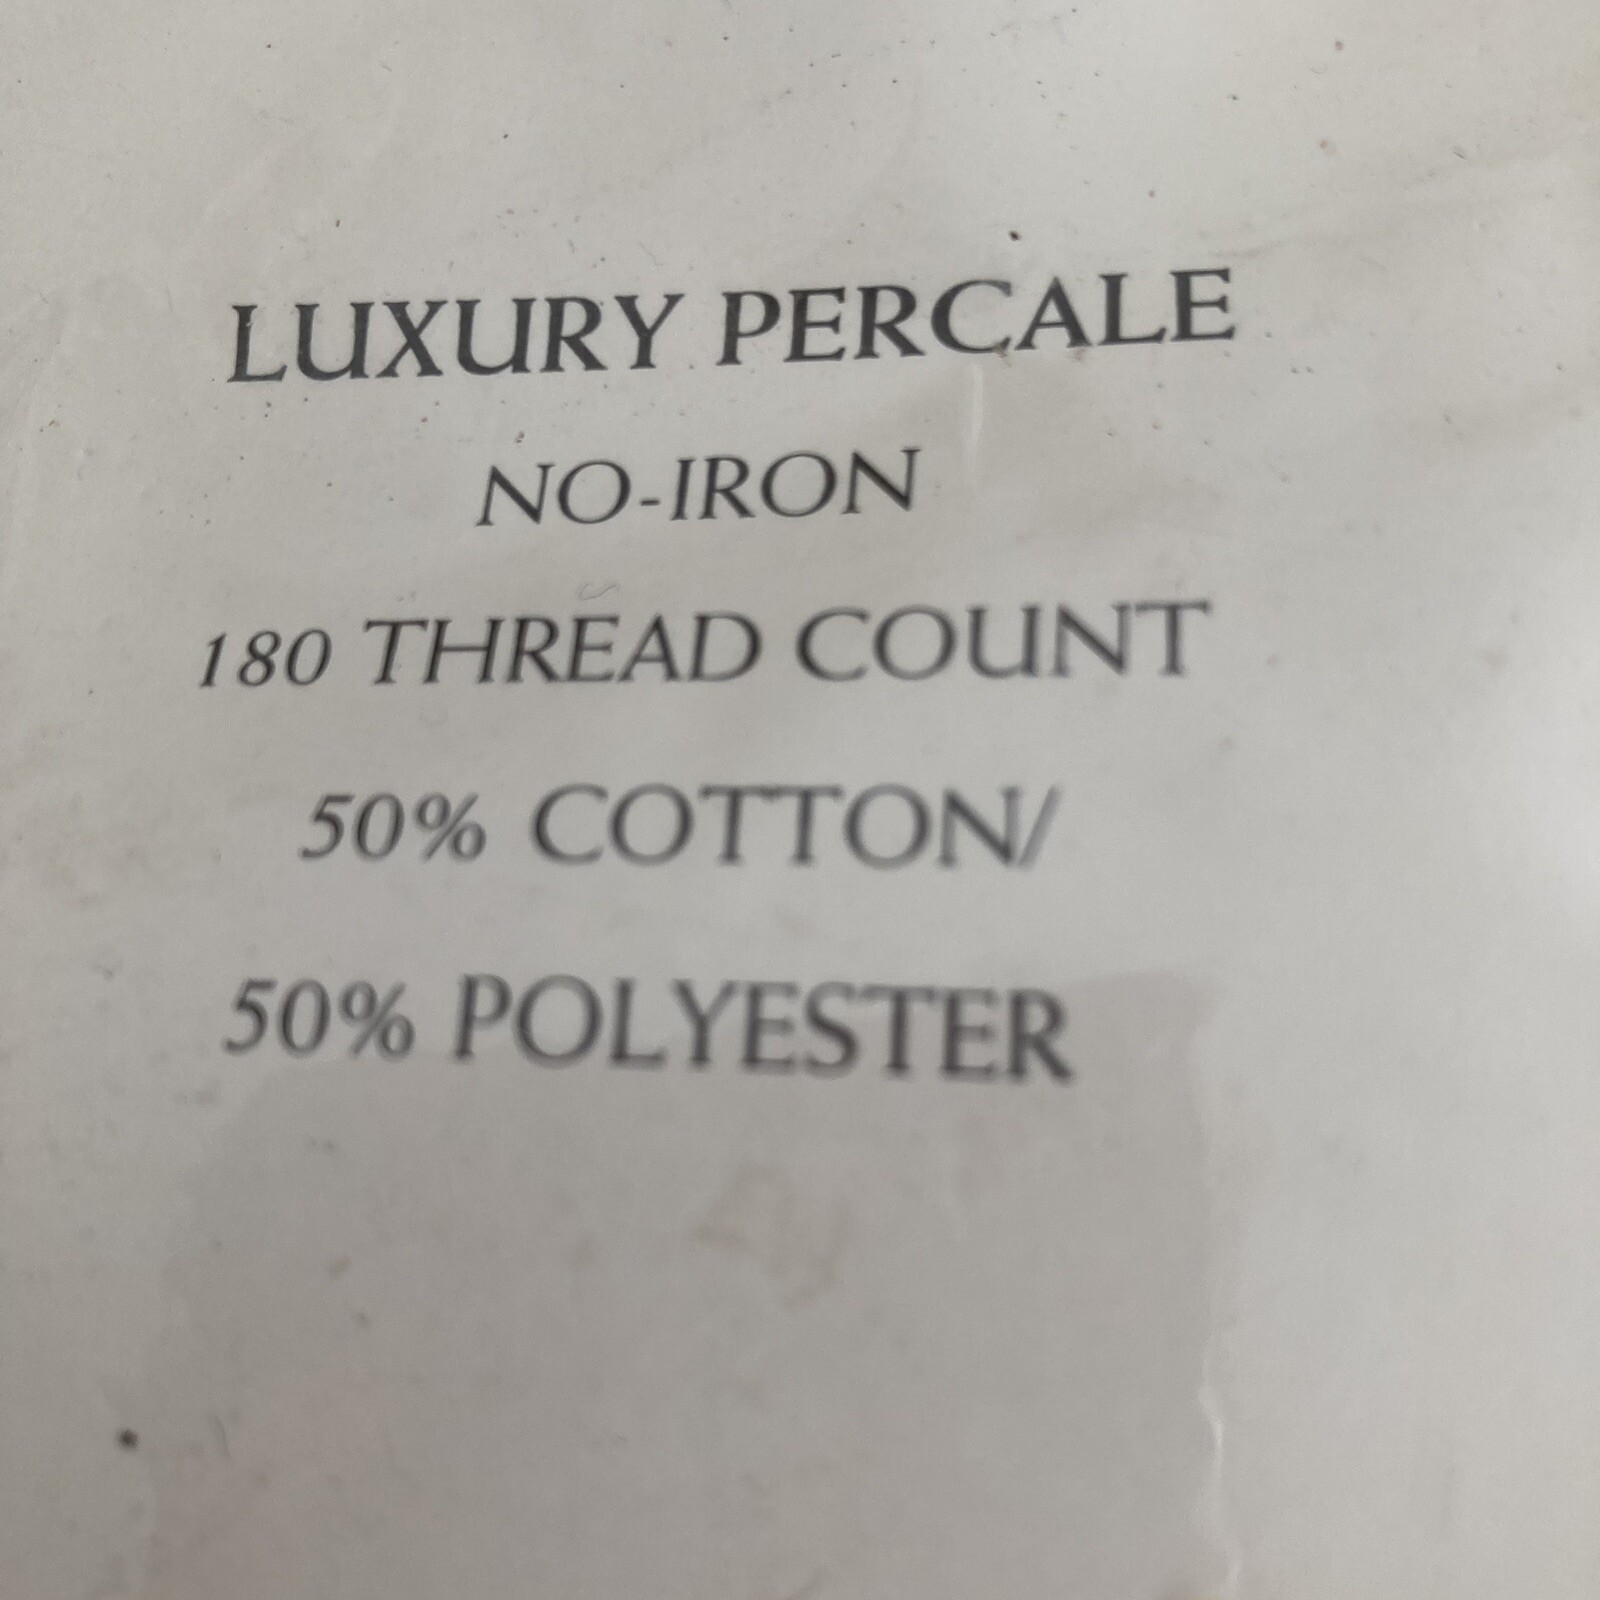 LUXURY PERCALE
NO-IRON
180 THREAD COUNT
50% COTTON/
50% POLYESTER